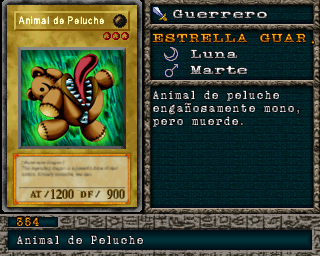 Animal de Peluche
AT/1200 DF/ 900
Guerrero
ESTRELLA GUAR.
Luna
Marte
Animal de peluche
engañosamente mono,
pero muerde.
354
Animal de Peluche